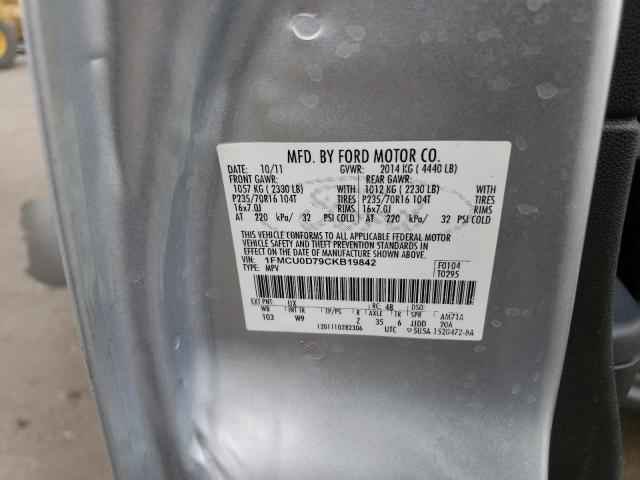 MFD. BY FORD MOTOR CO.
DATE: 10/11 GVWR: 2014 KG ( 4440 LB)
FRONT GAWR: REAR GAWR:
1057 KG ( 2330 LB) WITH 1012 KG ( 2230 LB) WITH
P235/70R16 104T TIRES P235/70R16 104T TIRES
16x7.0J RIMS 16x7.0J RIMS
AT 220 kPa/ 32 PSI COLD AT 220 kPa/ 32 PSI COLD
THIS VEHICLE CONFORMS TO ALL APPLICABLE FEDERAL MOTOR
VEHICLE SAFETY AND THEFT PREVENTION STANDARDS IN
EFFECT ON THE DATE OF MANUFACTURE SHOWN ABOVE.
VIN: 1FMCU0D79CKB19842 F0104
TYPE: MPV T0295
EXT PNT: UX RC: 48 DSO:
WB INT TR TP/PS R AXLE TR SPR AM71A
103 W9 Z 35 6 JJDD 20A
1201110282306 UTC SUSA 1520472-BA